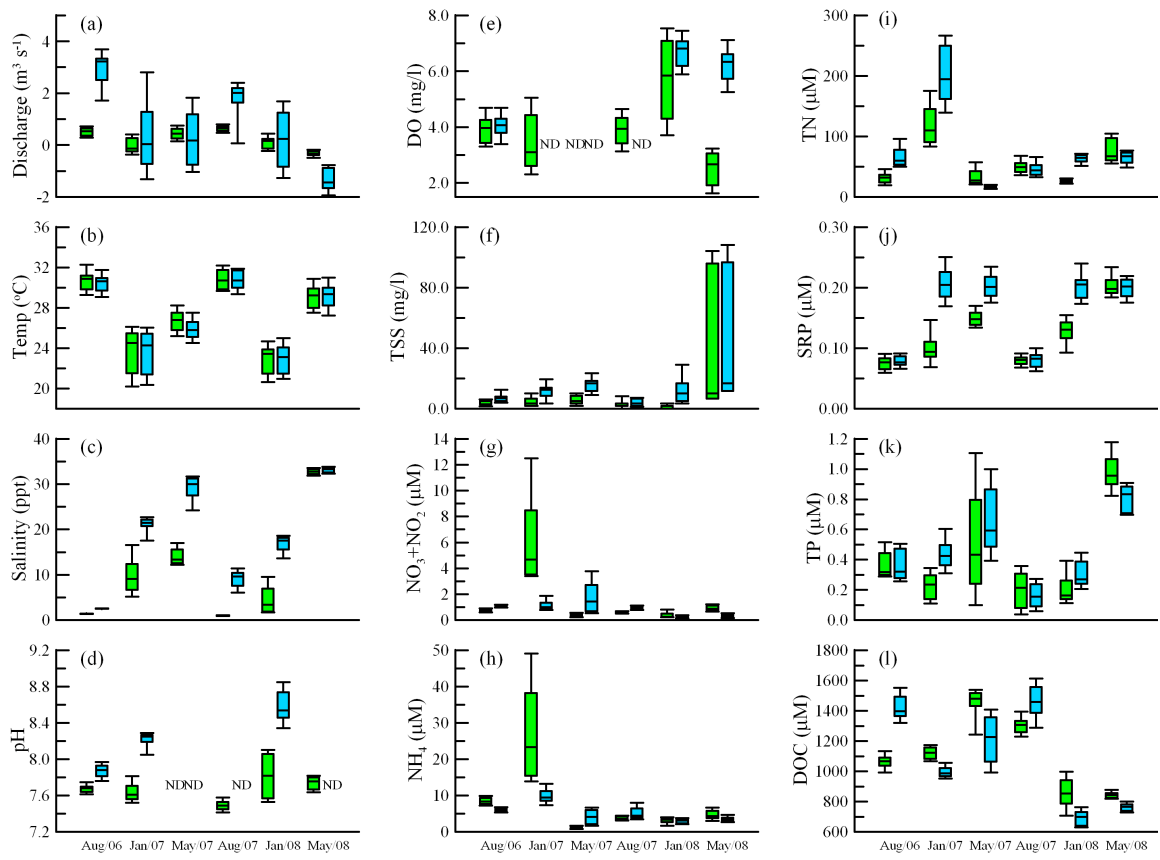 (a)
Discharge (m³ s⁻¹)
4
2
0
-2
(b)
Temp (°C)
36
32
28
24
20
(c)
Salinity (ppt)
40
30
20
10
0
(d)
pH
9.2
8.8
8.4
8.0
7.6
7.2
NDND
ND
ND
Aug/06 Jan/07 May/07 Aug/07 Jan/08 May/08
(e)
DO (mg/l)
8.0
6.0
4.0
2.0
ND
NDND
ND
(f)
TSS (mg/l)
120.0
80.0
40.0
0.0
(g)
NO₃+NO₂ (μM)
14
12
10
8
6
4
2
0
(h)
NH₄ (μM)
50
40
30
20
10
0
Aug/06 Jan/07 May/07 Aug/07 Jan/08 May/08
(i)
TN (μM)
300
200
100
0
(j)
SRP (μM)
0.30
0.20
0.10
0.00
(k)
TP (μM)
1.2
1.0
0.8
0.6
0.4
0.2
0.0
(l)
DOC (μM)
1800
1600
1400
1200
1000
800
600
Aug/06 Jan/07 May/07 Aug/07 Jan/08 May/08